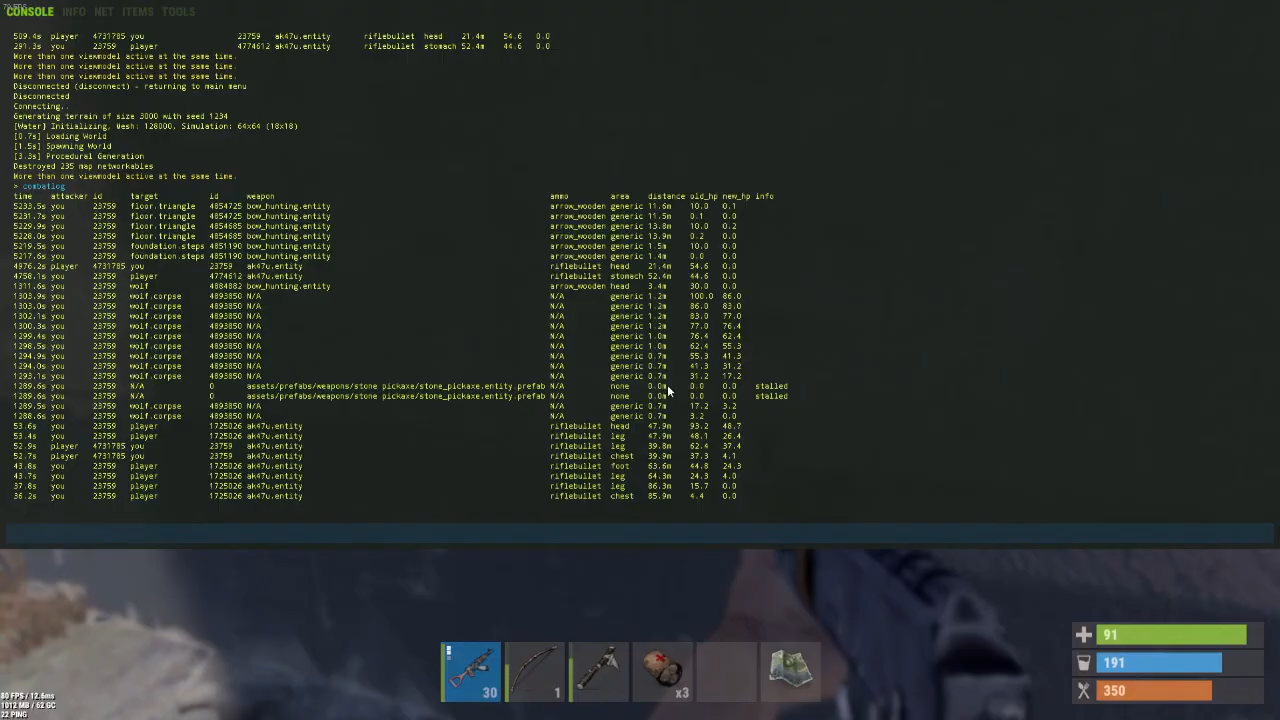 CONSOLE INFO NET ITEMS TOOLS
509.4s player 4731785 you 23759 ak47u.entity riflebullet head 21.4m 54.6 0.0
291.3s you 23759 player 4774612 ak47u.entity riflebullet stomach 52.4m 44.6 0.0
More than one viewmodel active at the same time.
More than one viewmodel active at the same time.
More than one viewmodel active at the same time.
Disconnected (disconnect) - returning to main menu
Disconnected
Connecting..
Generating terrain of size 3000 with seed 1234
[Water] Initializing, Mesh: 128000, Simulation: 64x64 (18x18)
[0.7s] Loading World
[1.5s] Spawning World
[3.3s] Procedural Generation
Destroyed 235 map networkables
More than one viewmodel active at the same time.
> combatlog
time attacker id target id weapon ammo area distance old_hp new_hp info
5233.5s you 23759 floor.triangle 4854725 bow_hunting.entity arrow_wooden generic 11.6m 10.0 0.1
5231.7s you 23759 floor.triangle 4854725 bow_hunting.entity arrow_wooden generic 11.5m 0.1 0.0
5229.9s you 23759 floor.triangle 4854685 bow_hunting.entity arrow_wooden generic 13.8m 10.0 0.2
5228.0s you 23759 floor.triangle 4854685 bow_hunting.entity arrow_wooden generic 13.9m 0.2 0.0
5219.5s you 23759 foundation.steps 4851190 bow_hunting.entity arrow_wooden generic 1.5m 10.0 0.0
5217.6s you 23759 foundation.steps 4851190 bow_hunting.entity arrow_wooden generic 1.4m 0.0 0.0
4976.2s player 4731785 you 23759 ak47u.entity riflebullet head 21.4m 54.6 0.0
4758.1s you 23759 player 4774612 ak47u.entity riflebullet stomach 52.4m 44.6 0.0
1311.6s you 23759 wolf 4884882 bow_hunting.entity arrow_wooden head 3.4m 30.0 0.0
1303.9s you 23759 wolf.corpse 4893850 N/A N/A generic 1.2m 100.0 86.0
1303.0s you 23759 wolf.corpse 4893850 N/A N/A generic 1.2m 86.0 83.0
1302.1s you 23759 wolf.corpse 4893850 N/A N/A generic 1.2m 83.0 77.0
1300.3s you 23759 wolf.corpse 4893850 N/A N/A generic 1.2m 77.0 76.4
1299.4s you 23759 wolf.corpse 4893850 N/A N/A generic 1.0m 76.4 62.4
1298.5s you 23759 wolf.corpse 4893850 N/A N/A generic 1.0m 62.4 55.3
1294.9s you 23759 wolf.corpse 4893850 N/A N/A generic 0.7m 55.3 41.3
1294.0s you 23759 wolf.corpse 4893850 N/A N/A generic 0.7m 41.3 31.2
1293.1s you 23759 wolf.corpse 4893850 N/A N/A generic 0.7m 31.2 17.2
1289.6s you 23759 N/A 0 assets/prefabs/weapons/stone pickaxe/stone_pickaxe.entity.prefab N/A none 0.0m 0.0 0.0 stalled
1289.6s you 23759 N/A 0 assets/prefabs/weapons/stone pickaxe/stone_pickaxe.entity.prefab N/A none 0.0m 0.0 0.0 stalled
1289.5s you 23759 wolf.corpse 4893850 N/A N/A generic 0.7m 17.2 3.2
1288.6s you 23759 wolf.corpse 4893850 N/A N/A generic 0.7m 3.2 0.0
53.6s you 23759 player 1725026 ak47u.entity riflebullet head 47.9m 93.2 48.7
53.4s you 23759 player 1725026 ak47u.entity riflebullet leg 47.9m 48.1 26.4
52.9s player 4731785 you 23759 ak47u.entity riflebullet leg 39.8m 62.4 37.4
52.7s player 4731785 you 23759 ak47u.entity riflebullet chest 39.9m 37.3 4.1
43.8s you 23759 player 1725026 ak47u.entity riflebullet foot 63.6m 44.8 24.3
43.7s you 23759 player 1725026 ak47u.entity riflebullet leg 64.3m 24.3 4.0
37.8s you 23759 player 1725026 ak47u.entity riflebullet leg 86.3m 15.7 0.0
36.2s you 23759 player 1725026 ak47u.entity riflebullet chest 85.9m 4.4 0.0
30 1 x3
91
191
350
80 FPS / 12.6ms
1012 MB / 62 GC
22 PING